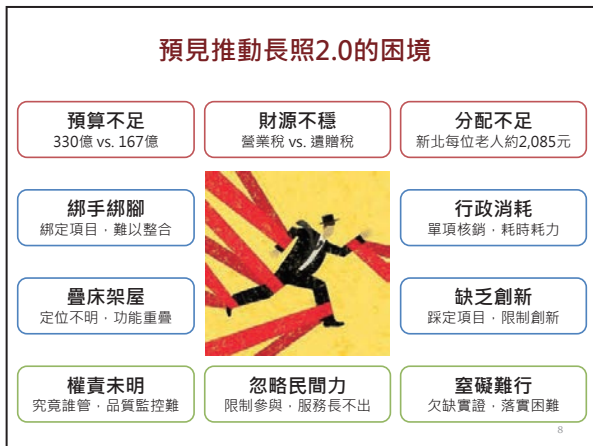 預見推動長照2.0的困境
預算不足
330億 vs. 167億
財源不穩
營業稅 vs. 遺贈稅
分配不足
新北每位老人約2,085元
綁手綁腳
綁定項目，難以整合
行政消耗
單項核銷，耗時耗力
疊床架屋
定位不明，功能重疊
缺乏創新
踩定項目，限制創新
權責未明
究竟誰管，品質監控難
忽略民間力
限制參與，服務長不出
窒礙難行
欠缺實證，落實困難
8